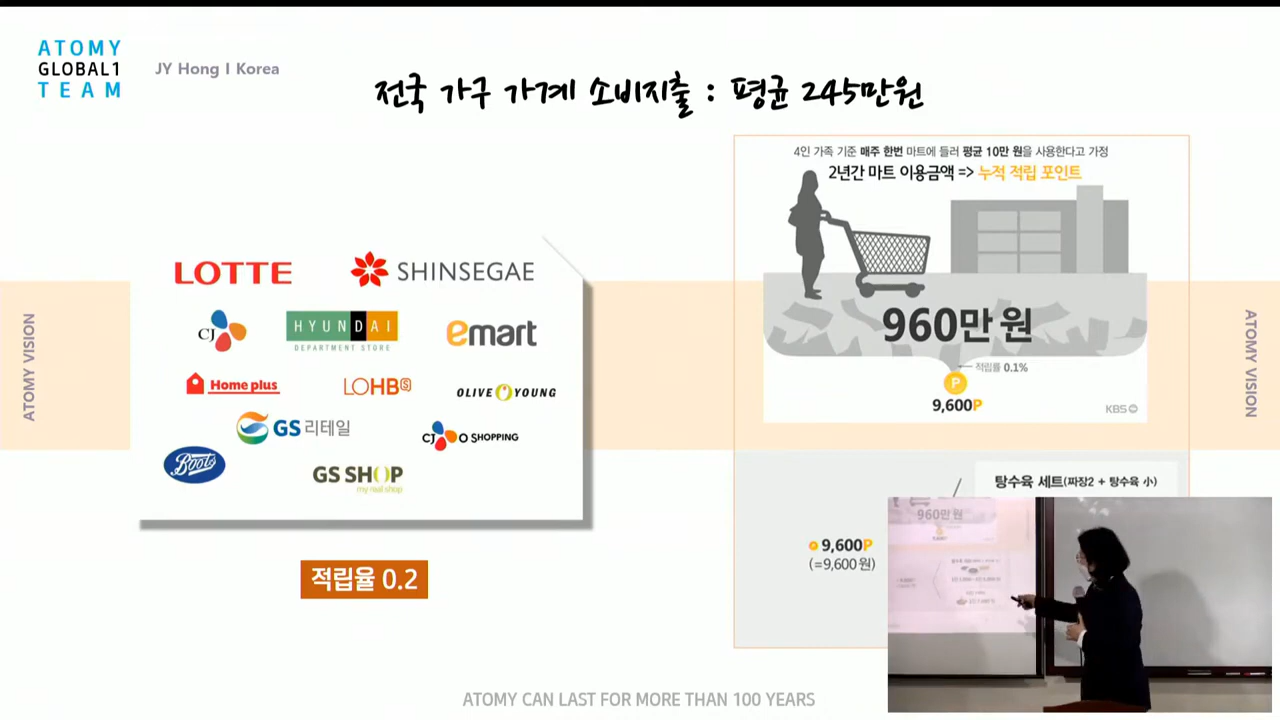 ATOMY
GLOBAL1
TEAM
JY Hong I Korea
전국 가구 가계 소비지출 : 평균 245만원
4인 가족 기준 매주 한번 마트에 들러 평균 10만 원을 사용한다고 가정
2년간 마트 이용금액 => 누적 적립 포인트
960만 원
적립률 0.1%
P
9,600P
KBS
LOTTE
SHINSEGAE
CJ
HYUNDAI
DEPARTMENT STORE
emart
Home plus
LOHBS
OLIVE YOUNG
GS 리테일
CJ O SHOPPING
Boots
GS SHOP
my real shop
적립율 0.2
탕수육 세트(짜장2 + 탕수육 小)
9,600P
(=9,600 원)
960만 원
ATOMY VISION
ATOMY VISION
ATOMY CAN LAST FOR MORE THAN 100 YEARS